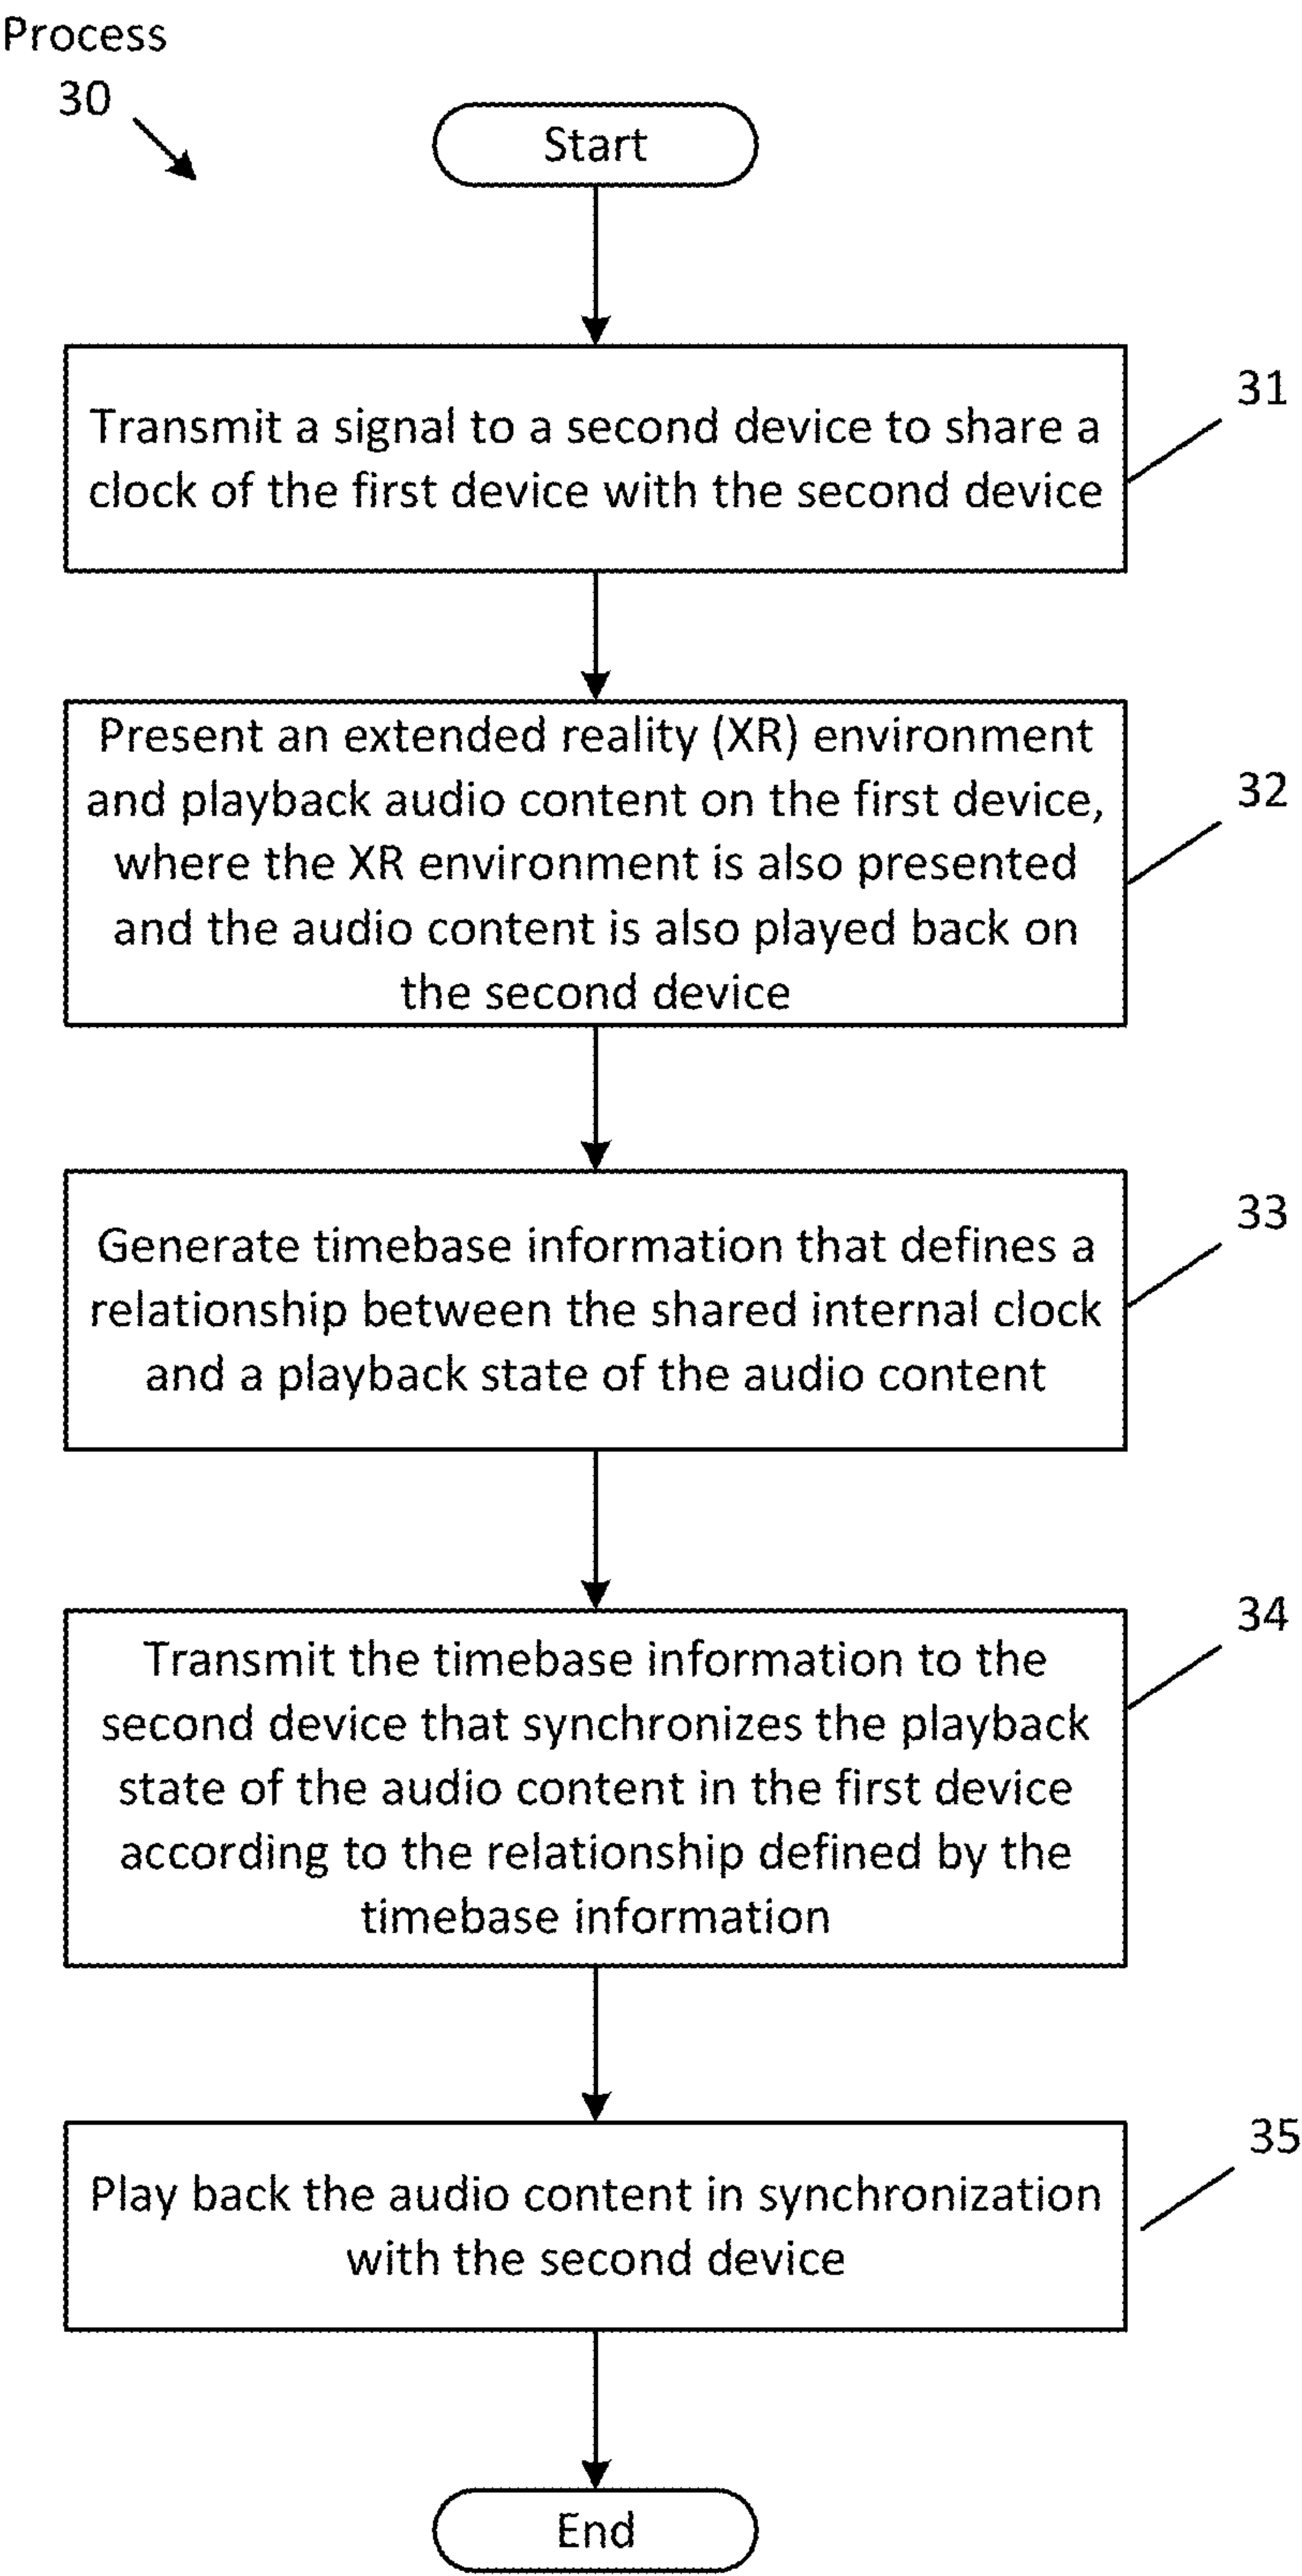 Process
30
Start
Transmit a signal to a second device to share a
clock of the first device with the second device
31
Present an extended reality (XR) environment
and playback audio content on the first device,
where the XR environment is also presented
and the audio content is also played back on
the second device
32
Generate timebase information that defines a
relationship between the shared internal clock
and a playback state of the audio content
33
Transmit the timebase information to the
second device that synchronizes the playback
state of the audio content in the first device
according to the relationship defined by the
timebase information
34
Play back the audio content in synchronization
with the second device
35
End